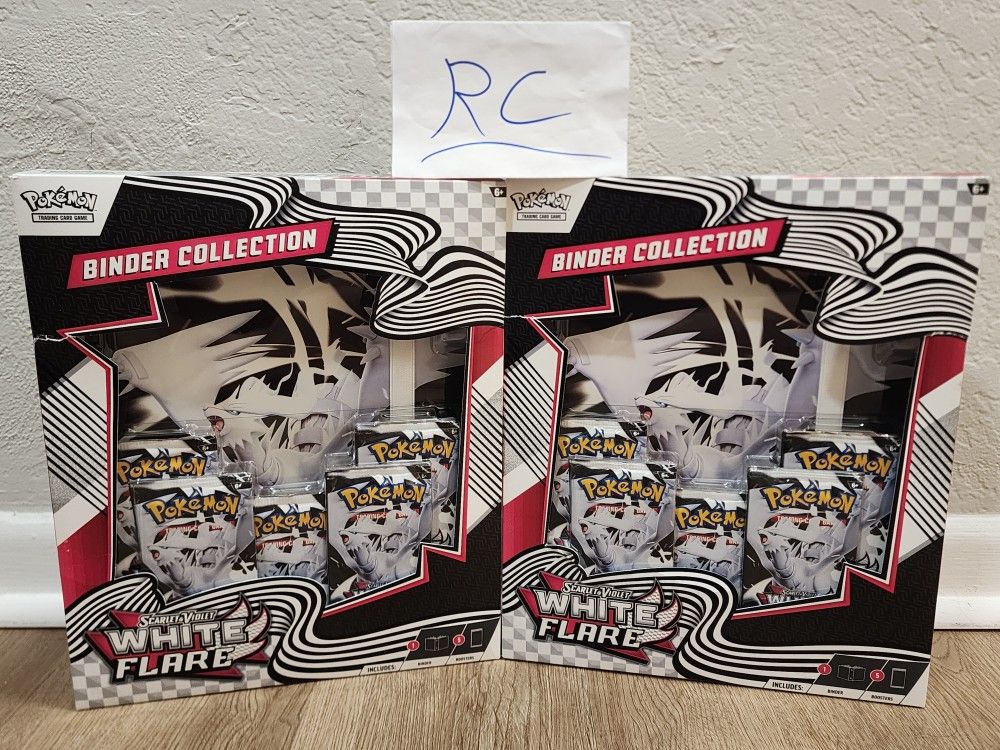 RC
Pokémon
TRADING CARD GAME
6+
BINDER COLLECTION
Pokémon
Pokémon
Pokémon
Pokémon
SCARLET & VIOLET
WHITE
FLARE
INCLUDES:
1
BINDER
5
BOOSTERS
Pokémon
TRADING CARD GAME
6+
BINDER COLLECTION
Pokémon
Pokémon
Pokémon
Pokémon
SCARLET & VIOLET
WHITE
FLARE
INCLUDES:
1
BINDER
5
BOOSTERS